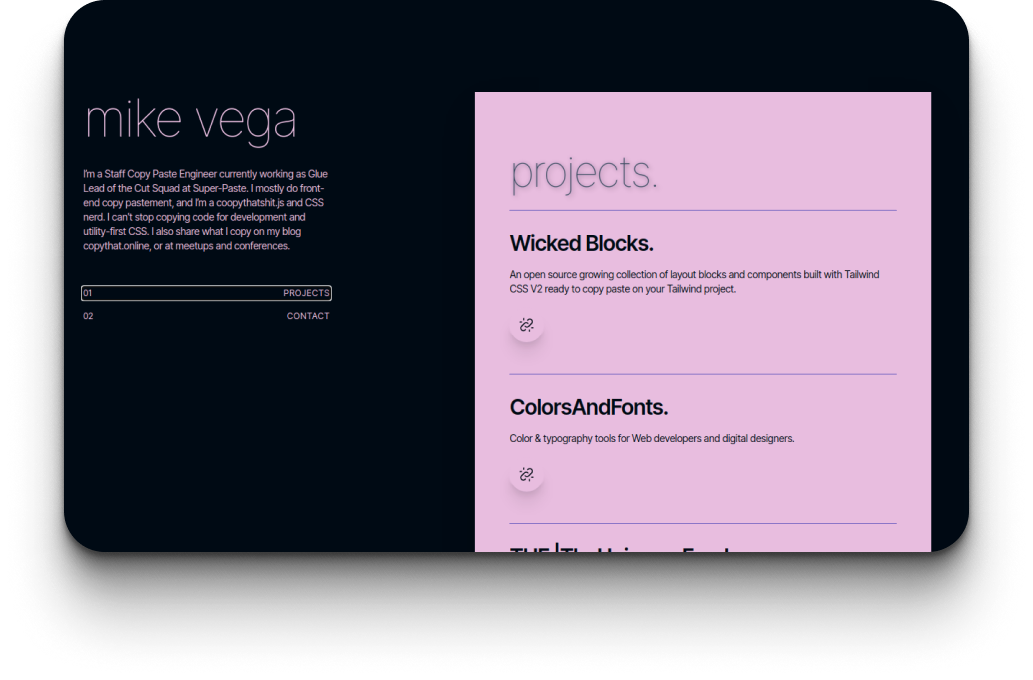 mike vega
I'm a Staff Copy Paste Engineer currently working as Glue
Lead of the Cut Squad at Super-Paste. I mostly do front-
end copy pastement, and I'm a coopythatshit.js and CSS
nerd. I can't stop copying code for development and
utility-first CSS. I also share what I copy on my blog
copythat.online, or at meetups and conferences.
01 PROJECTS
02 CONTACT
projects.
Wicked Blocks.
An open source growing collection of layout blocks and components built with Tailwind
CSS V2 ready to copy paste on your Tailwind project.
ColorsAndFonts.
Color & typography tools for Web developers and digital designers.